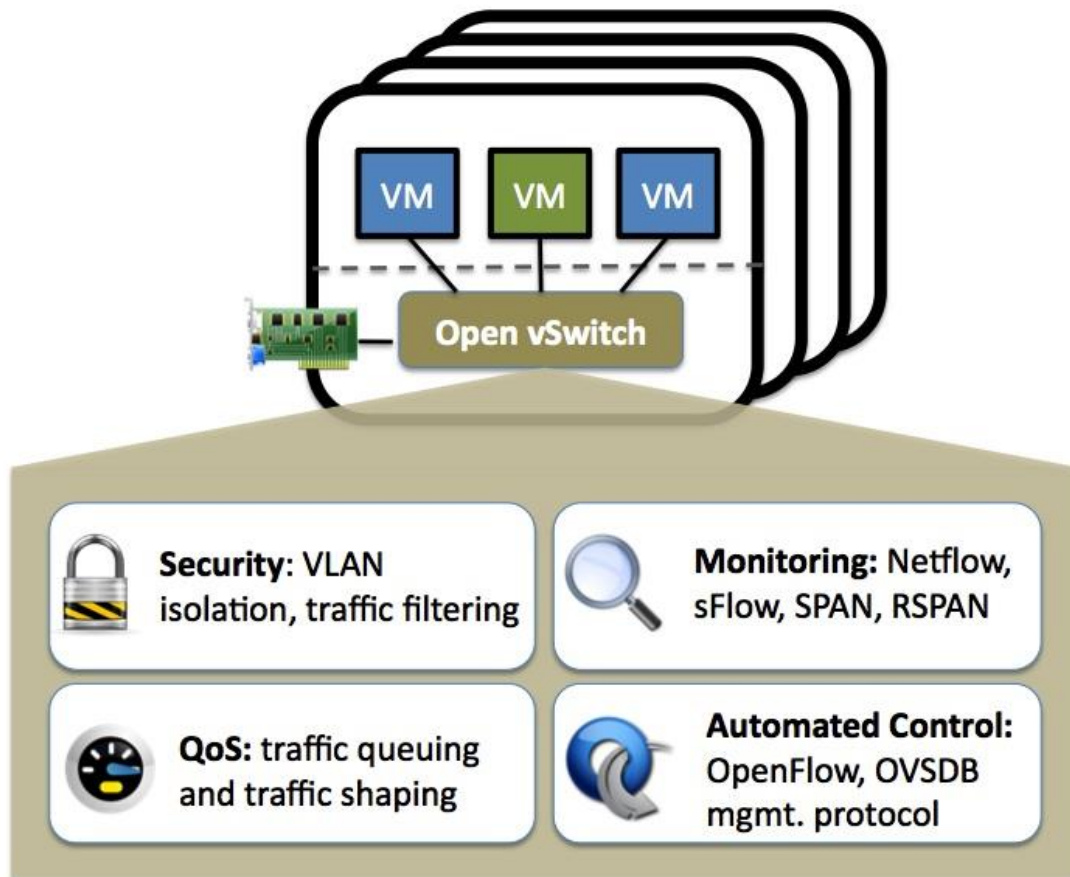 VM VM VM
Open vSwitch
Security: VLAN
isolation, traffic filtering
Monitoring: Netflow,
sFlow, SPAN, RSPAN
QoS: traffic queuing
and traffic shaping
Automated Control:
OpenFlow, OVSDB
mgmt. protocol